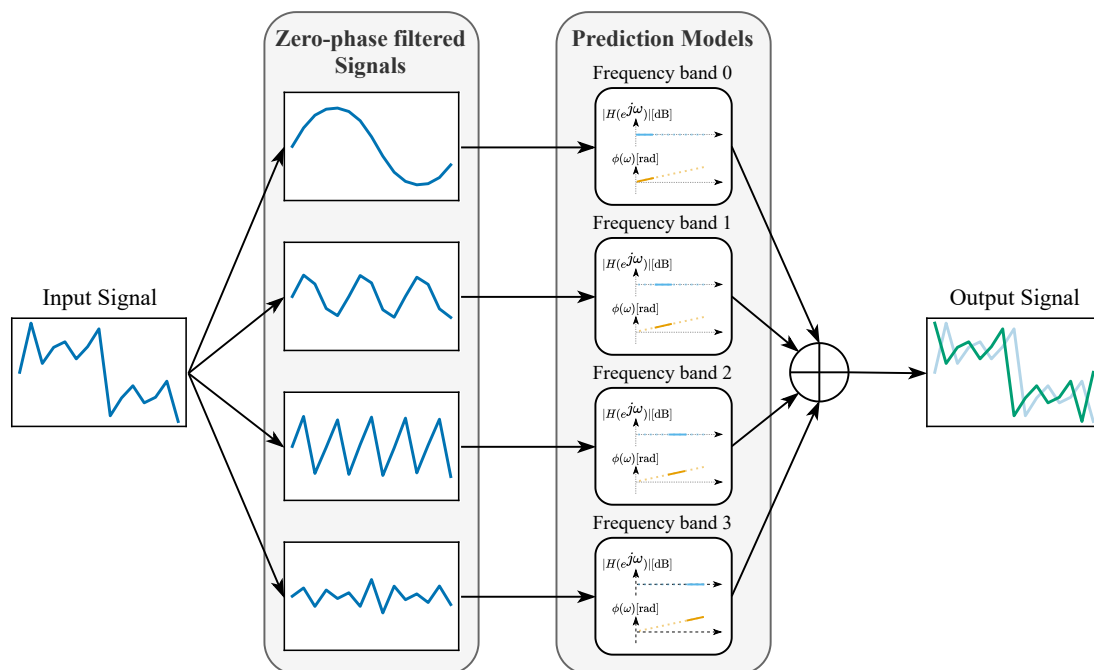 Zero-phase filtered
Signals
Prediction Models
Frequency band 0
|H(e^{jω})|[dB]
ϕ(ω)[rad]
Frequency band 1
|H(e^{jω})|[dB]
ϕ(ω)[rad]
Input Signal
Output Signal
Frequency band 2
|H(e^{jω})|[dB]
ϕ(ω)[rad]
Frequency band 3
|H(e^{jω})|[dB]
ϕ(ω)[rad]